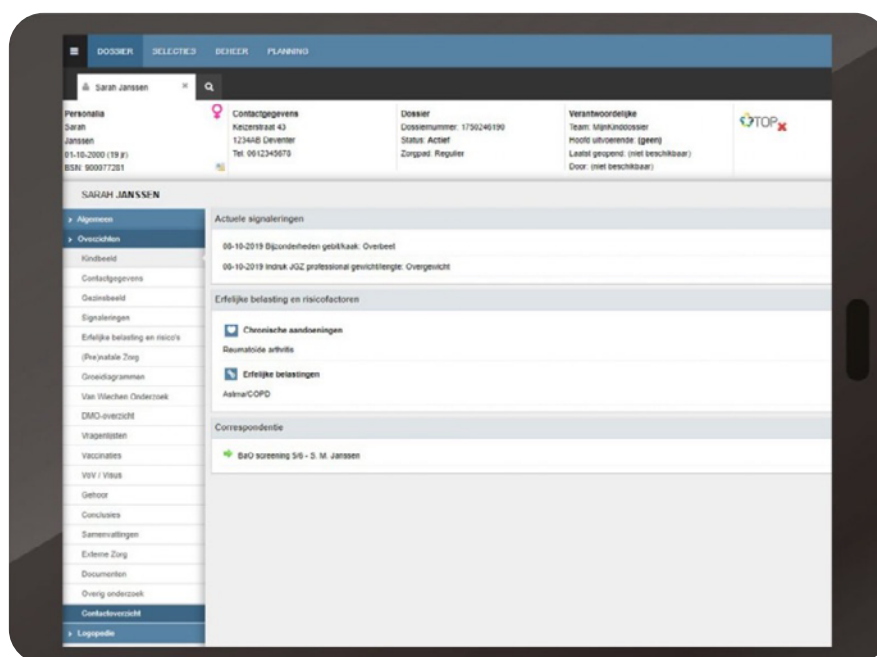 DOSSIER SELECTIES BEHEER PLANNING
Sarah Janssen ×
Personalia
Sarah
Janssen
01-10-2000 (19 jr)
BSN: 900077281
Contactgegevens
Keizerstraat 43
1234AB Deventer
Tel: 0612345678
Dossier
Dossiernummer: 1750246190
Status: Actief
Zorgpad: Regulier
Verantwoordelijke
Team: MijnKinddossier
Hoofd uitvoerende: (geen)
Laatst geopend: (niet beschikbaar)
Door: (niet beschikbaar)
TOP
SARAH JANSSEN
Algemeen
Overzichten
Kindbeeld
Contactgegevens
Gezinsbeeld
Signaleringen
Erfelijke belasting en risico's
(Pre)natale Zorg
Groeidiagrammen
Van Wiechen Onderzoek
DMO-overzicht
Vragenlijsten
Vaccinaties
VOV / Visus
Gehoor
Conclusies
Samenvattingen
Externe Zorg
Documenten
Overig onderzoek
Contactoverzicht
Logopedie
Actuele signaleringen
08-10-2019 Bijzonderheden gebit/kaak: Overbeet
08-10-2019 Indruk JGZ professional gewicht/lengte: Overgewicht
Erfelijke belasting en risicofactoren
Chronische aandoeningen
Reumatoïde arthritis
Erfelijke belastingen
Astma/COPD
Correspondentie
BaO screening 5/6 - S. M. Janssen